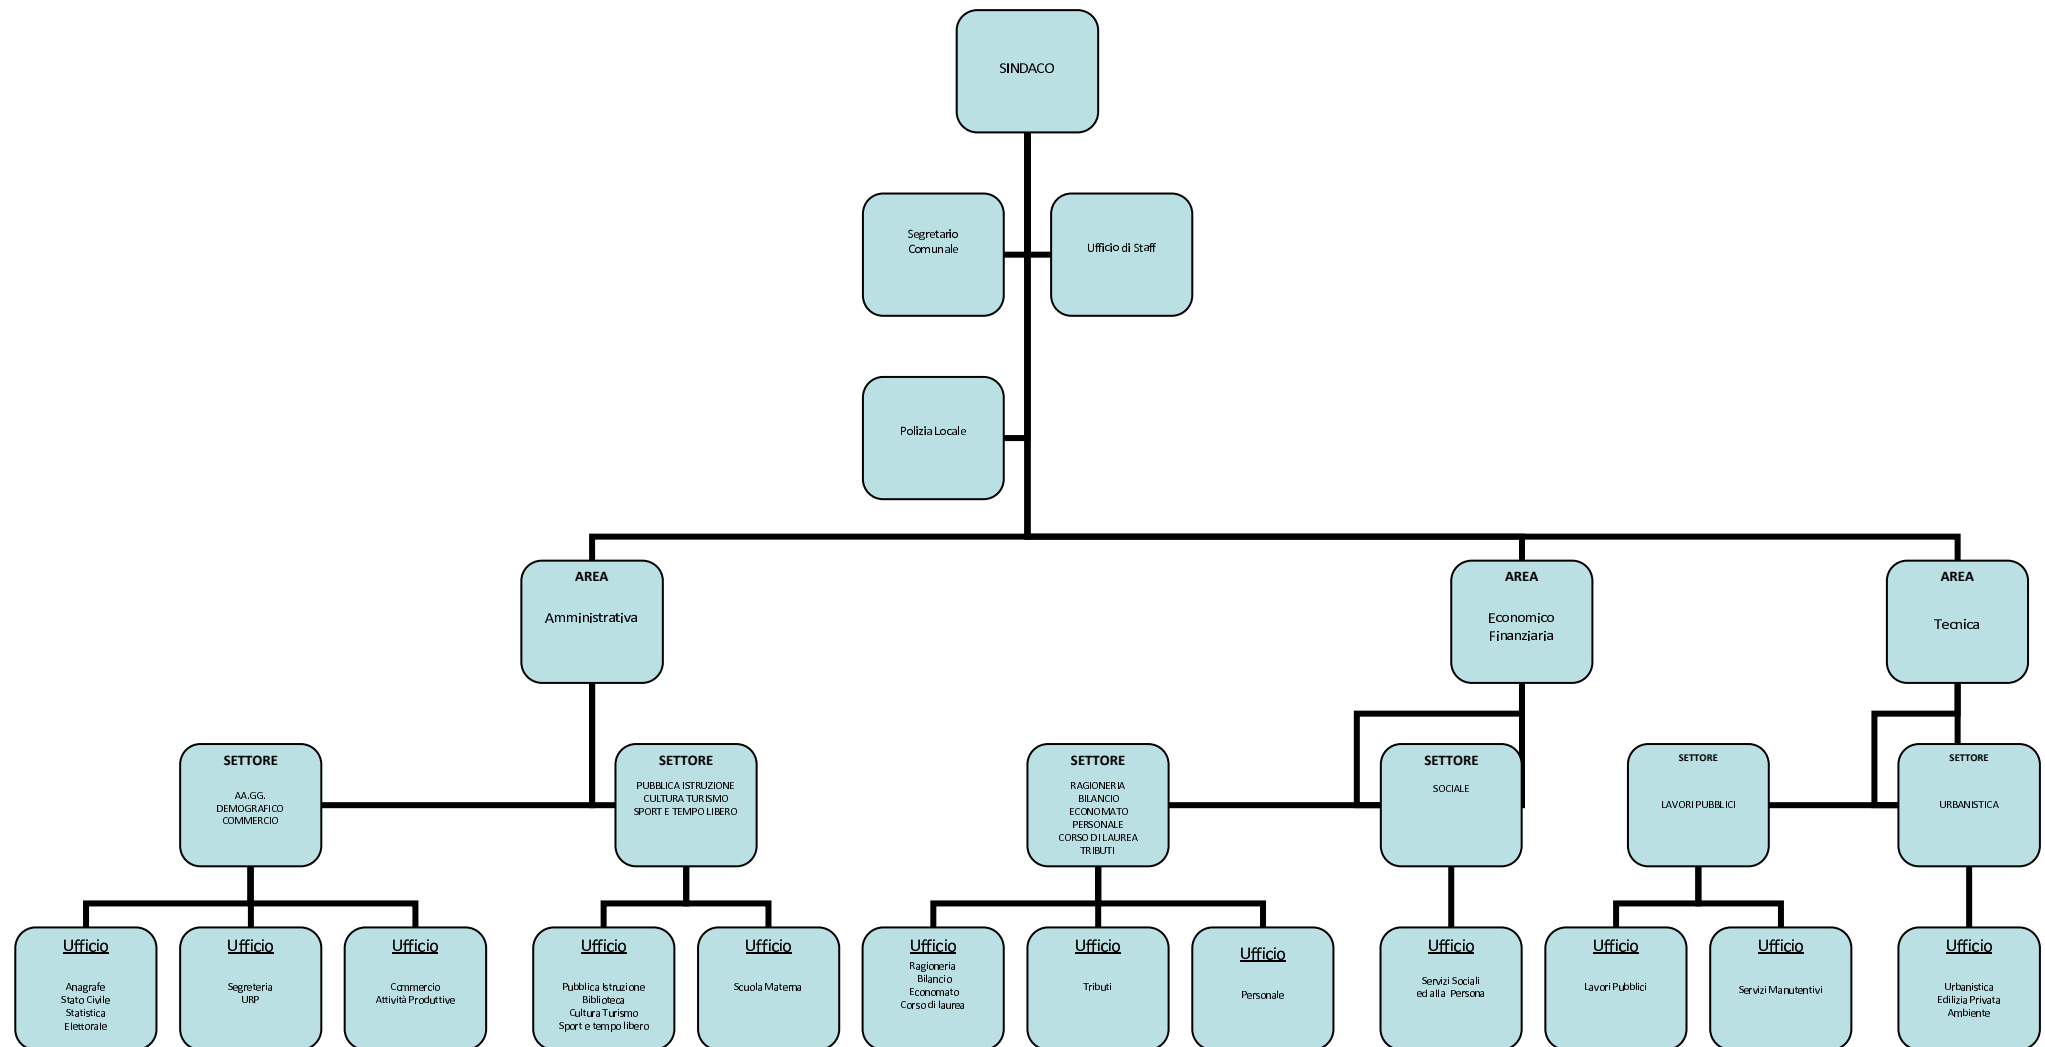 SINDACO
Segretario
Comunale
Ufficio di Staff
Polizia Locale
AREA
Amministrativa
AREA
Economico
Finanziaria
AREA
Tecnica
SETTORE
AA.GG.
DEMOGRAFICO
COMMERCIO
SETTORE
PUBBLICA ISTRUZIONE
CULTURA TURISMO
SPORT E TEMPO LIBERO
SETTORE
RAGIONERIA
BILANCIO
ECONOMATO
PERSONALE
CORSO DI LAUREA
TRIBUTI
SETTORE
SOCIALE
SETTORE
LAVORI PUBBLICI
SETTORE
URBANISTICA
Ufficio
Anagrafe
Stato Civile
Statistica
Elettorale
Ufficio
Segreteria
URP
Ufficio
Commercio
Attività Produttive
Ufficio
Pubblica Istruzione
Biblioteca
Cultura Turismo
Sport e tempo libero
Ufficio
Scuola Materna
Ufficio
Ragioneria
Bilancio
Economato
Corso di laurea
Ufficio
Tributi
Ufficio
Personale
Ufficio
Servizi Sociali
ed alla Persona
Ufficio
Lavori Pubblici
Ufficio
Servizi Manutentivi
Ufficio
Urbanistica
Edilizia Privata
Ambiente